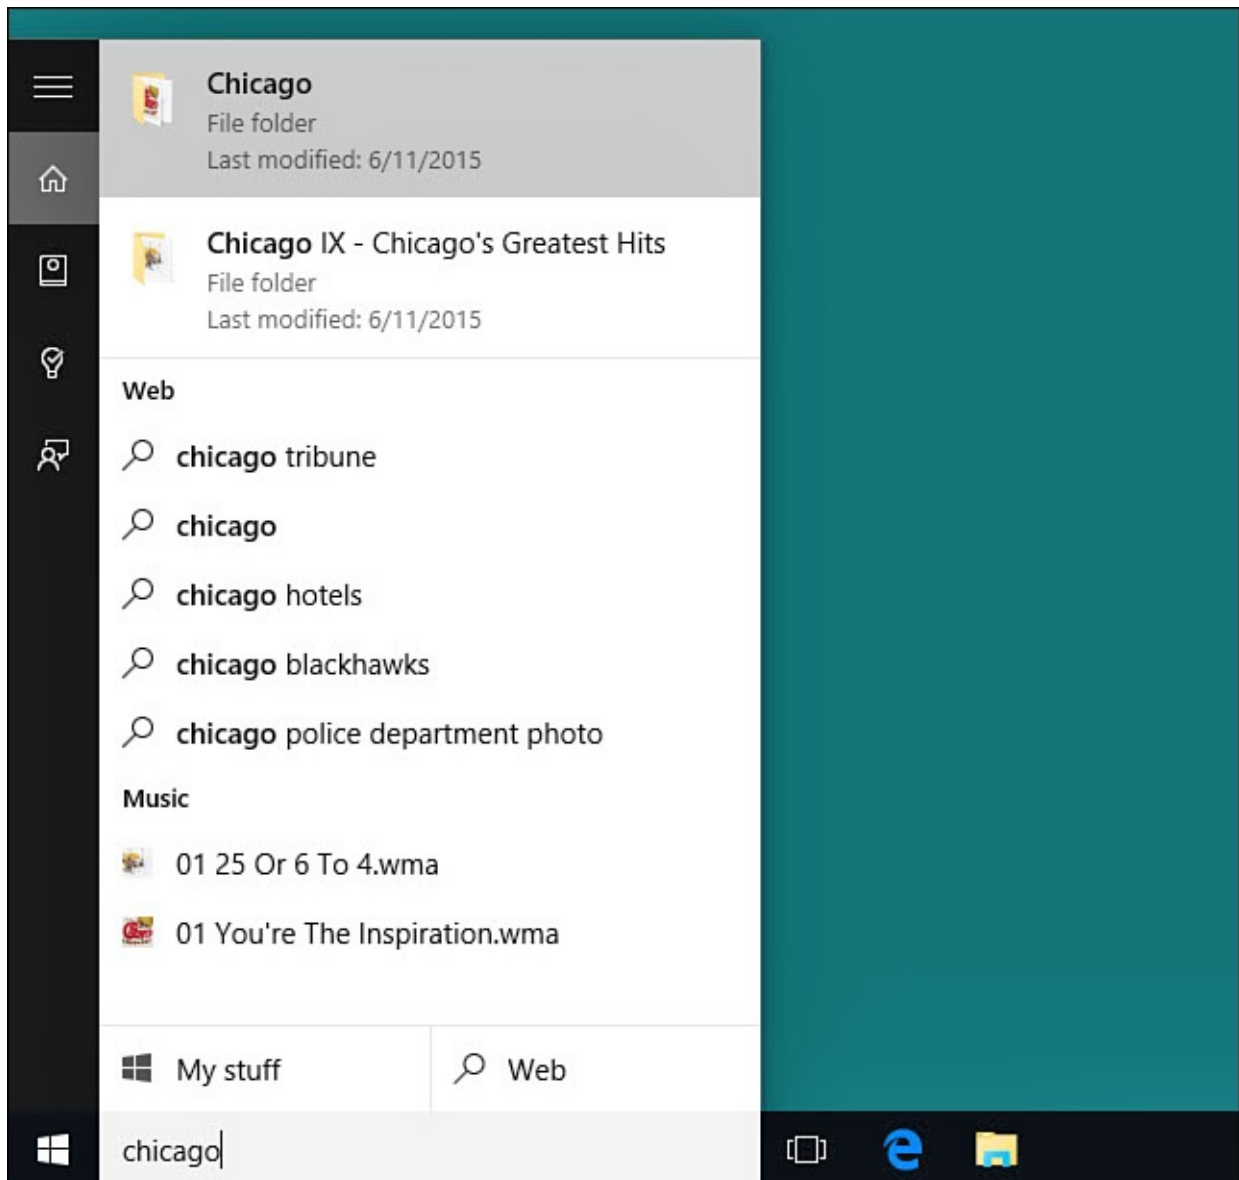 Chicago
File folder
Last modified: 6/11/2015
Chicago IX - Chicago's Greatest Hits
File folder
Last modified: 6/11/2015
Web
chicago tribune
chicago
chicago hotels
chicago blackhawks
chicago police department photo
Music
01 25 Or 6 To 4.wma
01 You're The Inspiration.wma
My stuff
Web
chicago